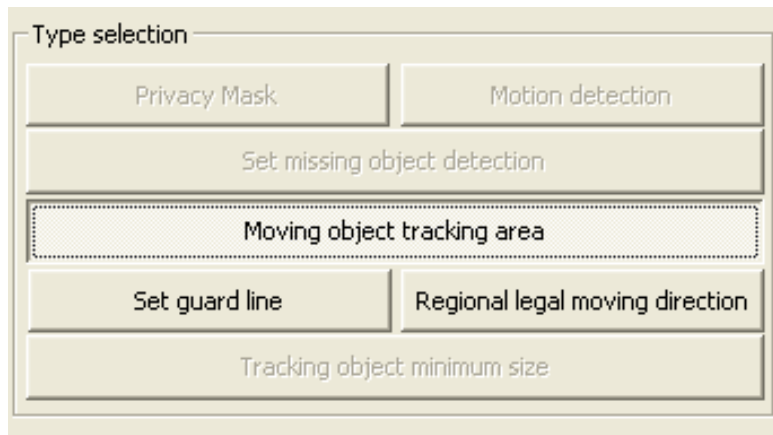 Type selection
Privacy Mask
Motion detection
Set missing object detection
Moving object tracking area
Set guard line
Regional legal moving direction
Tracking object minimum size